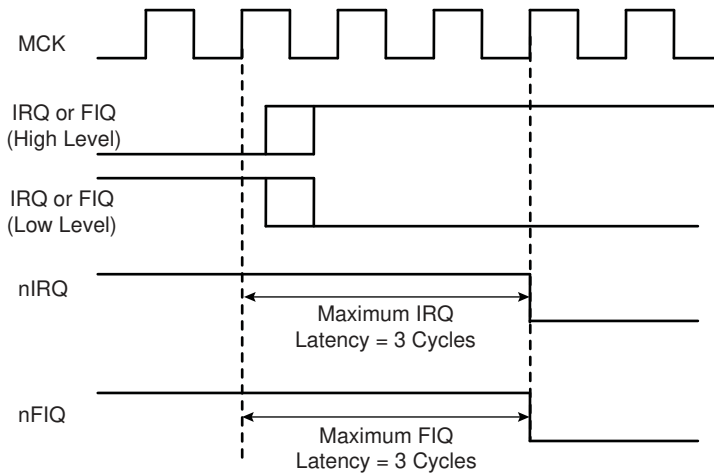 MCK
IRQ or FIQ
(High Level)
IRQ or FIQ
(Low Level)
nIRQ
Maximum IRQ
Latency = 3 Cycles
nFIQ
Maximum FIQ
Latency = 3 Cycles